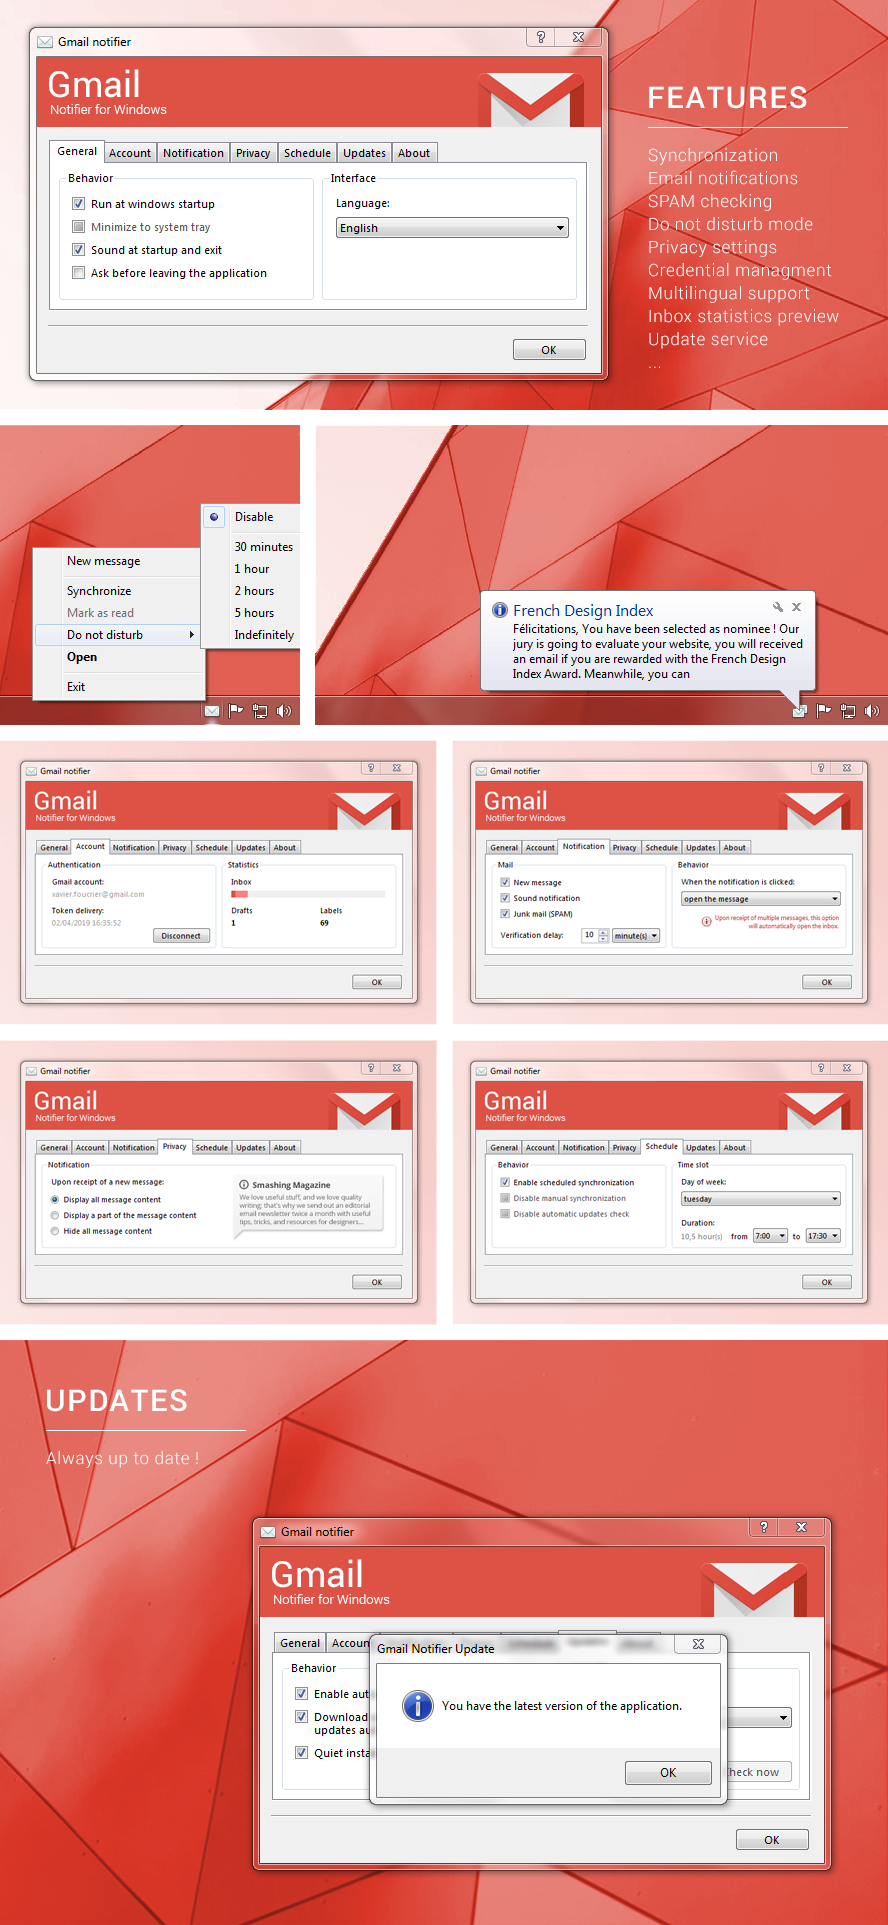 Gmail notifier
Gmail
Notifier for Windows
General Account Notification Privacy Schedule Updates About
Behavior
Run at windows startup
Minimize to system tray
Sound at startup and exit
Ask before leaving the application
Interface
Language:
English
OK
FEATURES
Synchronization
Email notifications
SPAM checking
Do not disturb mode
Privacy settings
Credential managment
Multilingual support
Inbox statistics preview
Update service
...
New message
Synchronize
Mark as read
Do not disturb
Open
Exit
Disable
30 minutes
1 hour
2 hours
5 hours
Indefinitely
French Design Index
Félicitations, You have been selected as nominee ! Our
jury is going to evaluate your website, you will received
an email if you are rewarded with the French Design
Index Award. Meanwhile, you can
Gmail notifier
Gmail
Notifier for Windows
General Account Notification Privacy Schedule Updates About
Authentication
Gmail account:
xavier.foucrier@gmail.com
Token delivery:
02/04/2019 16:35:52
Disconnect
Statistics
Inbox
Drafts Labels
1 69
OK
Gmail notifier
Gmail
Notifier for Windows
General Account Notification Privacy Schedule Updates About
Mail
New message
Sound notification
Junk mail (SPAM)
Verification delay: 10 minute(s)
Behavior
When the notification is clicked:
open the message
Upon receipt of multiple messages, this option
will automatically open the inbox.
OK
Gmail notifier
Gmail
Notifier for Windows
General Account Notification Privacy Schedule Updates About
Notification
Upon receipt of a new message:
Display all message content
Display a part of the message content
Hide all message content
Smashing Magazine
We love useful stuff, and we love quality
writing; that's why we send out an editorial
email newsletter twice a month with useful
tips, tricks, and resources for designers...
OK
Gmail notifier
Gmail
Notifier for Windows
General Account Notification Privacy Schedule Updates About
Behavior
Enable scheduled synchronization
Disable manual synchronization
Disable automatic updates check
Time slot
Day of week:
tuesday
Duration:
10,5 hour(s) from 7:00 to 17:30
OK
UPDATES
Always up to date !
Gmail notifier
Gmail
Notifier for Windows
General Accoun
Behavior
Enable aut
Download
updates au
Quiet insta
Gmail Notifier Update
You have the latest version of the application.
OK
heck now
OK